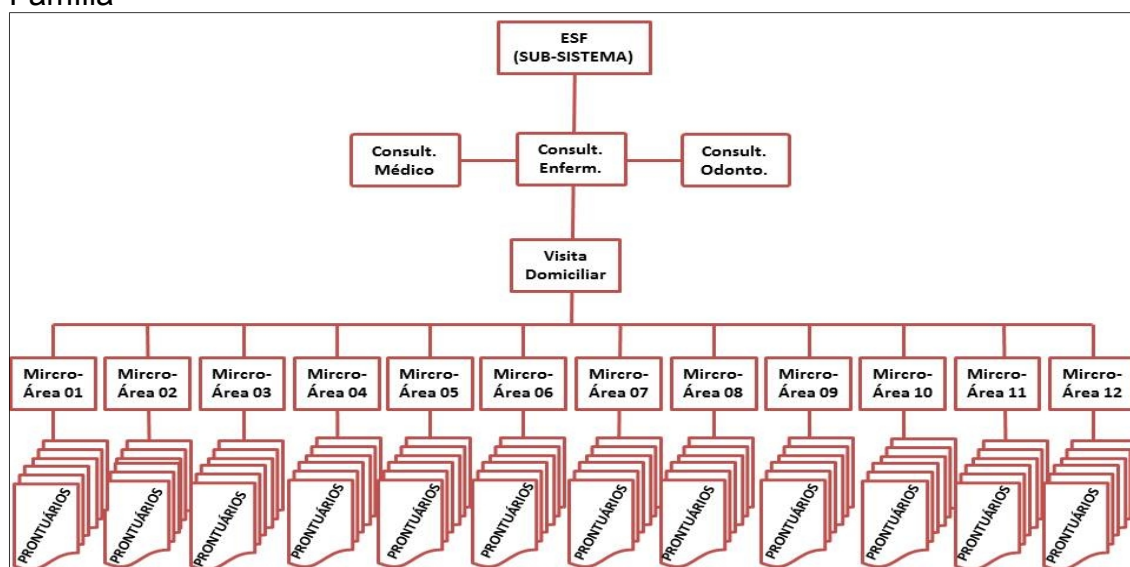 Família
ESF
(SUB-SISTEMA)
Consult.
Médico
Consult.
Enferm.
Consult.
Odonto.
Visita
Domiciliar
Mircro-
Área 01
Mircro-
Área 02
Mircro-
Área 03
Mircro-
Área 04
Mircro-
Área 05
Mircro-
Área 06
Mircro-
Área 07
Mircro-
Área 08
Mircro-
Área 09
Mircro-
Área 10
Mircro-
Área 11
Mircro-
Área 12
PRONTUÁRIOS
PRONTUÁRIOS
PRONTUÁRIOS
PRONTUÁRIOS
PRONTUÁRIOS
PRONTUÁRIOS
PRONTUÁRIOS
PRONTUÁRIOS
PRONTUÁRIOS
PRONTUÁRIOS
PRONTUÁRIOS
PRONTUÁRIOS